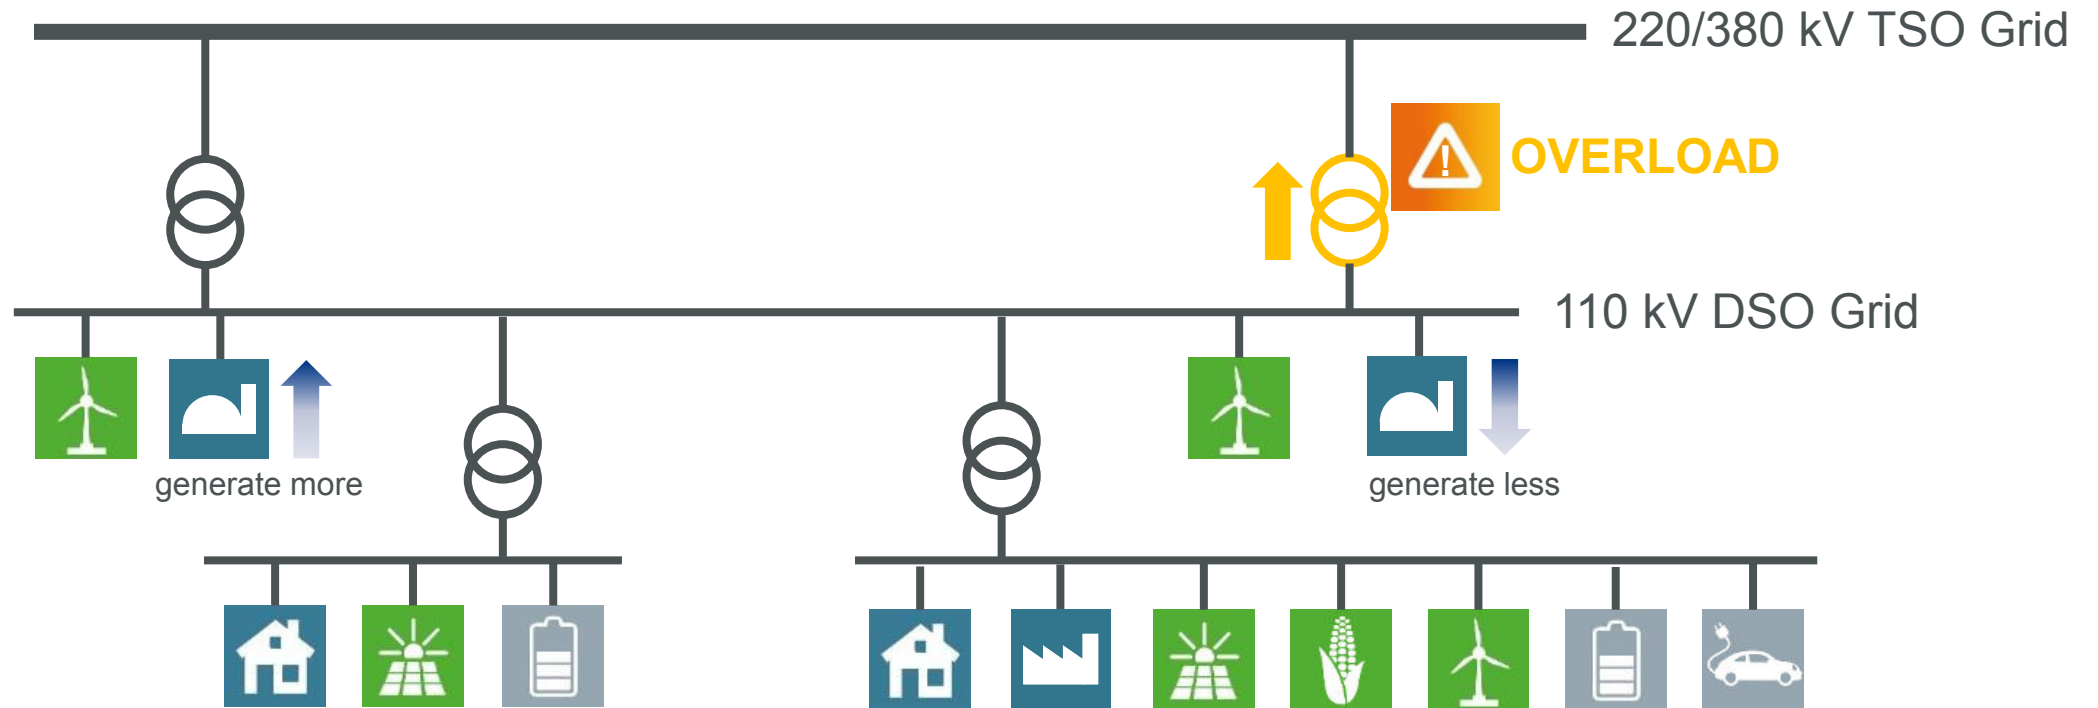 220/380 kV TSO Grid
OVERLOAD
110 kV DSO Grid
generate more
generate less